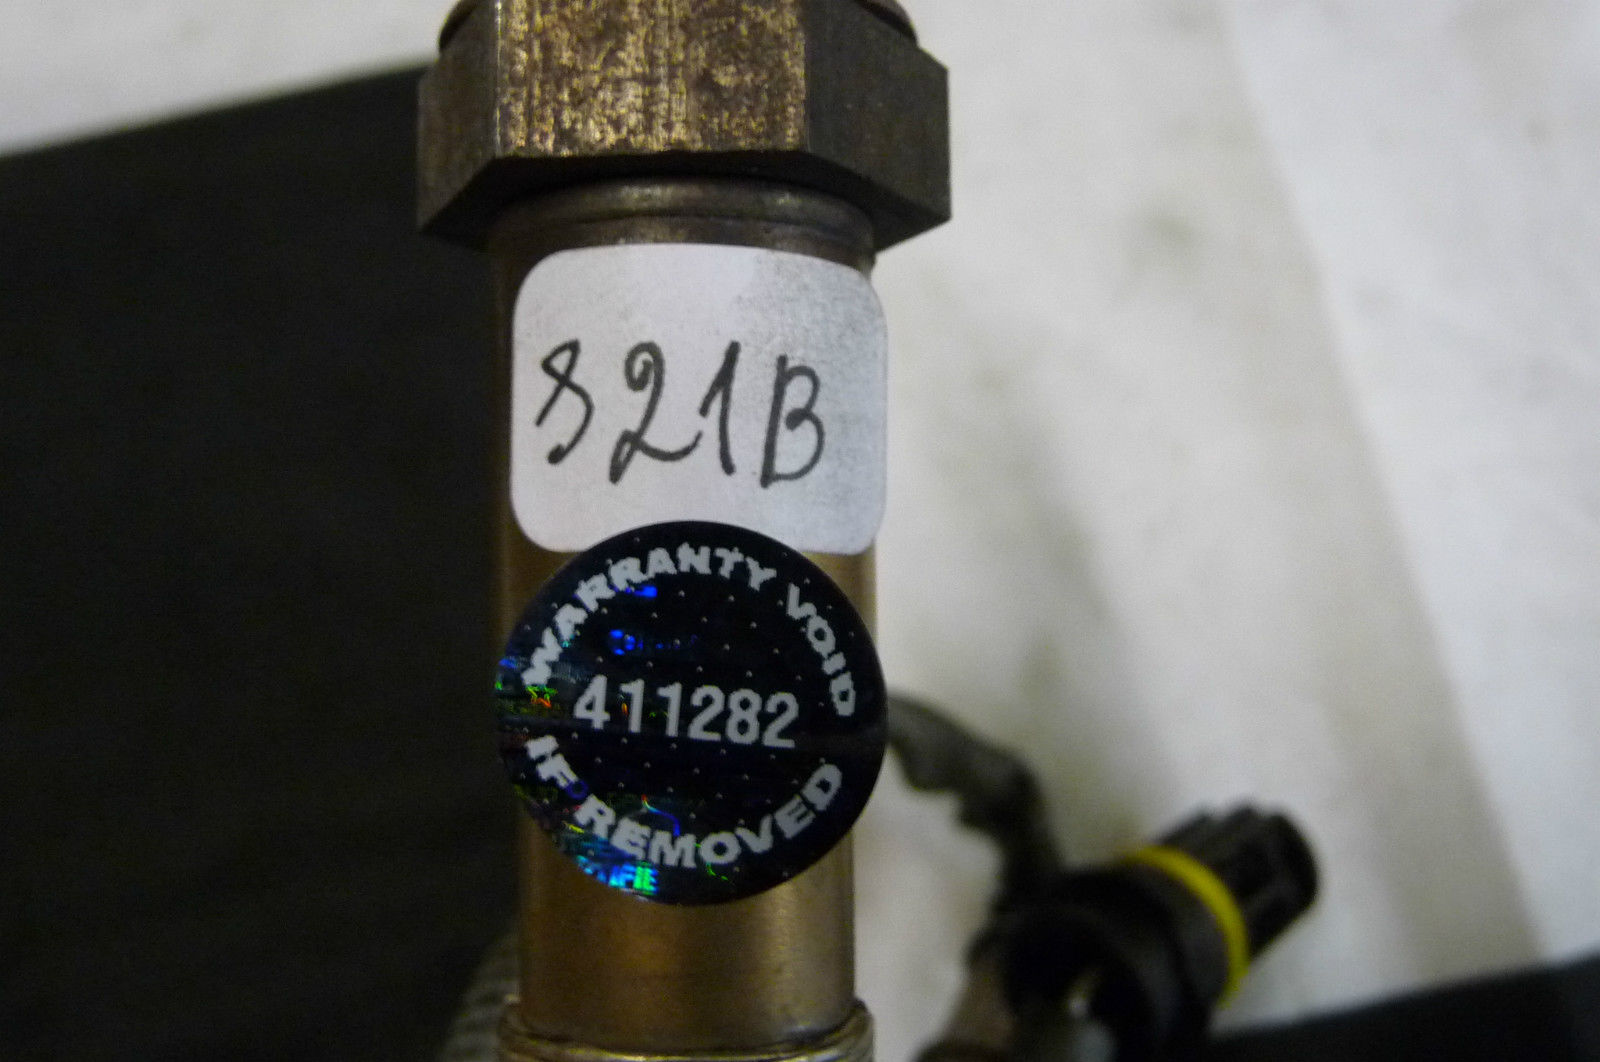 821B
WARRANTY VOID
411282
IF REMOVED